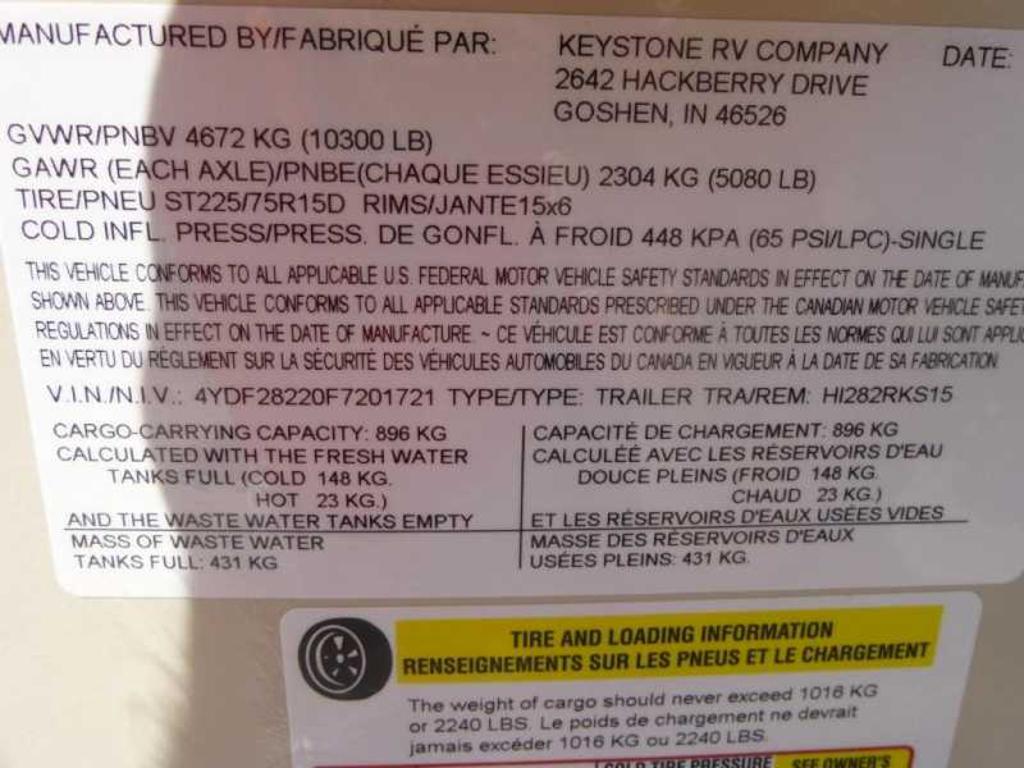 MANUFACTURED BY/FABRIQUÉ PAR: KEYSTONE RV COMPANY DATE:
2642 HACKBERRY DRIVE
GOSHEN, IN 46526
GVWR/PNBV 4672 KG (10300 LB)
GAWR (EACH AXLE)/PNBE(CHAQUE ESSIEU) 2304 KG (5080 LB)
TIRE/PNEU ST225/75R15D RIMS/JANTE15x6
COLD INFL. PRESS/PRESS. DE GONFL. À FROID 448 KPA (65 PSI/LPC)-SINGLE
THIS VEHICLE CONFORMS TO ALL APPLICABLE U.S. FEDERAL MOTOR VEHICLE SAFETY STANDARDS IN EFFECT ON THE DATE OF MANUF
SHOWN ABOVE. THIS VEHICLE CONFORMS TO ALL APPLICABLE STANDARDS PRESCRIBED UNDER THE CANADIAN MOTOR VEHICLE SAFET
REGULATIONS IN EFFECT ON THE DATE OF MANUFACTURE. ~ CE VÉHICULE EST CONFORME À TOUTES LES NORMES QUI LUI SONT APPLIC
EN VERTU DU RÈGLEMENT SUR LA SÉCURITÉ DES VÉHICULES AUTOMOBILES DU CANADA EN VIGUEUR À LA DATE DE SA FABRICATION.
V.I.N./N.I.V.: 4YDF28220F7201721 TYPE/TYPE: TRAILER TRA/REM: HI282RKS15
CARGO-CARRYING CAPACITY: 896 KG
CALCULATED WITH THE FRESH WATER
TANKS FULL (COLD 148 KG.
HOT 23 KG.)
AND THE WASTE WATER TANKS EMPTY
MASS OF WASTE WATER
TANKS FULL: 431 KG
CAPACITÉ DE CHARGEMENT: 896 KG
CALCULÉÉ AVEC LES RÉSERVOIRS D'EAU
DOUCE PLEINS (FROID 148 KG.
CHAUD 23 KG.)
ET LES RÉSERVOIRS D'EAUX USÉES VIDES
MASSE DES RÉSERVOIRS D'EAUX
USÉES PLEINS: 431 KG.
TIRE AND LOADING INFORMATION
RENSEIGNEMENTS SUR LES PNEUS ET LE CHARGEMENT
The weight of cargo should never exceed 1016 KG
or 2240 LBS. Le poids de chargement ne devrait
jamais excéder 1016 KG ou 2240 LBS.
COLD TIRE PRESSURE SEE OWNER'S